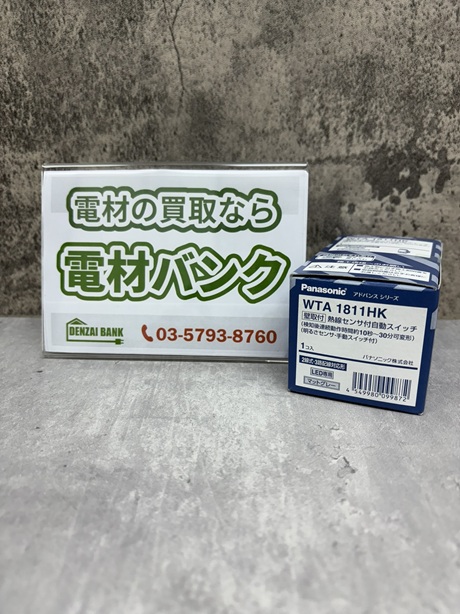 電材の買取なら
電材バンク
DENZAI BANK
03-5793-8760
Panasonic アドバンス シリーズ
WTA 1811HK
壁取付 熱線センサ付自動スイッチ
(検知後連続動作時間約10秒~30分可変形)
(明るさセンサ・手動スイッチ付)
1コ入
パナソニック株式会社
2線式・3路配線対応形
LED専用
マットグレー
4 549980 099872